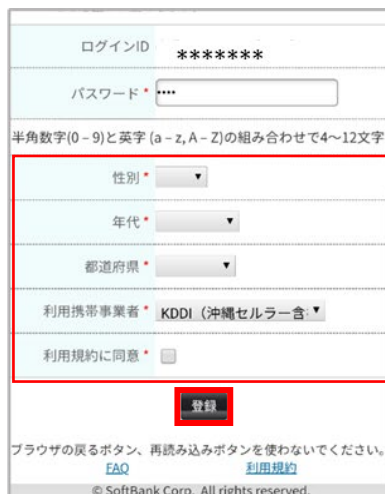 ログインID *******
パスワード* ••••
半角数字(0 – 9)と英字 (a – z, A – Z)の組み合わせで4〜12文字
性別*
年代*
都道府県*
利用携帯事業者* KDDI（沖縄セルラー含
利用規約に同意*
登録
ブラウザの戻るボタン、再読み込みボタンを使わないでください。
FAQ 利用規約
© SoftBank Corp. All rights reserved.